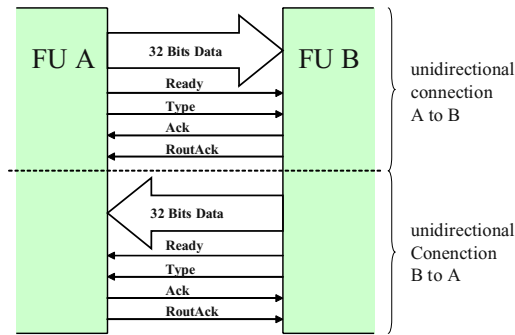 FU A
32 Bits Data
FU B
Ready
Type
Ack
RoutAck
unidirectional
connection
A to B
32 Bits Data
Ready
Type
Ack
RoutAck
unidirectional
Conenction
B to A